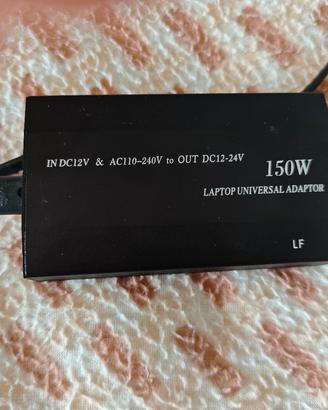 IN DC12V & AC110-240V to OUT DC12-24V
150W
LAPTOP UNIVERSAL ADAPTOR
LF